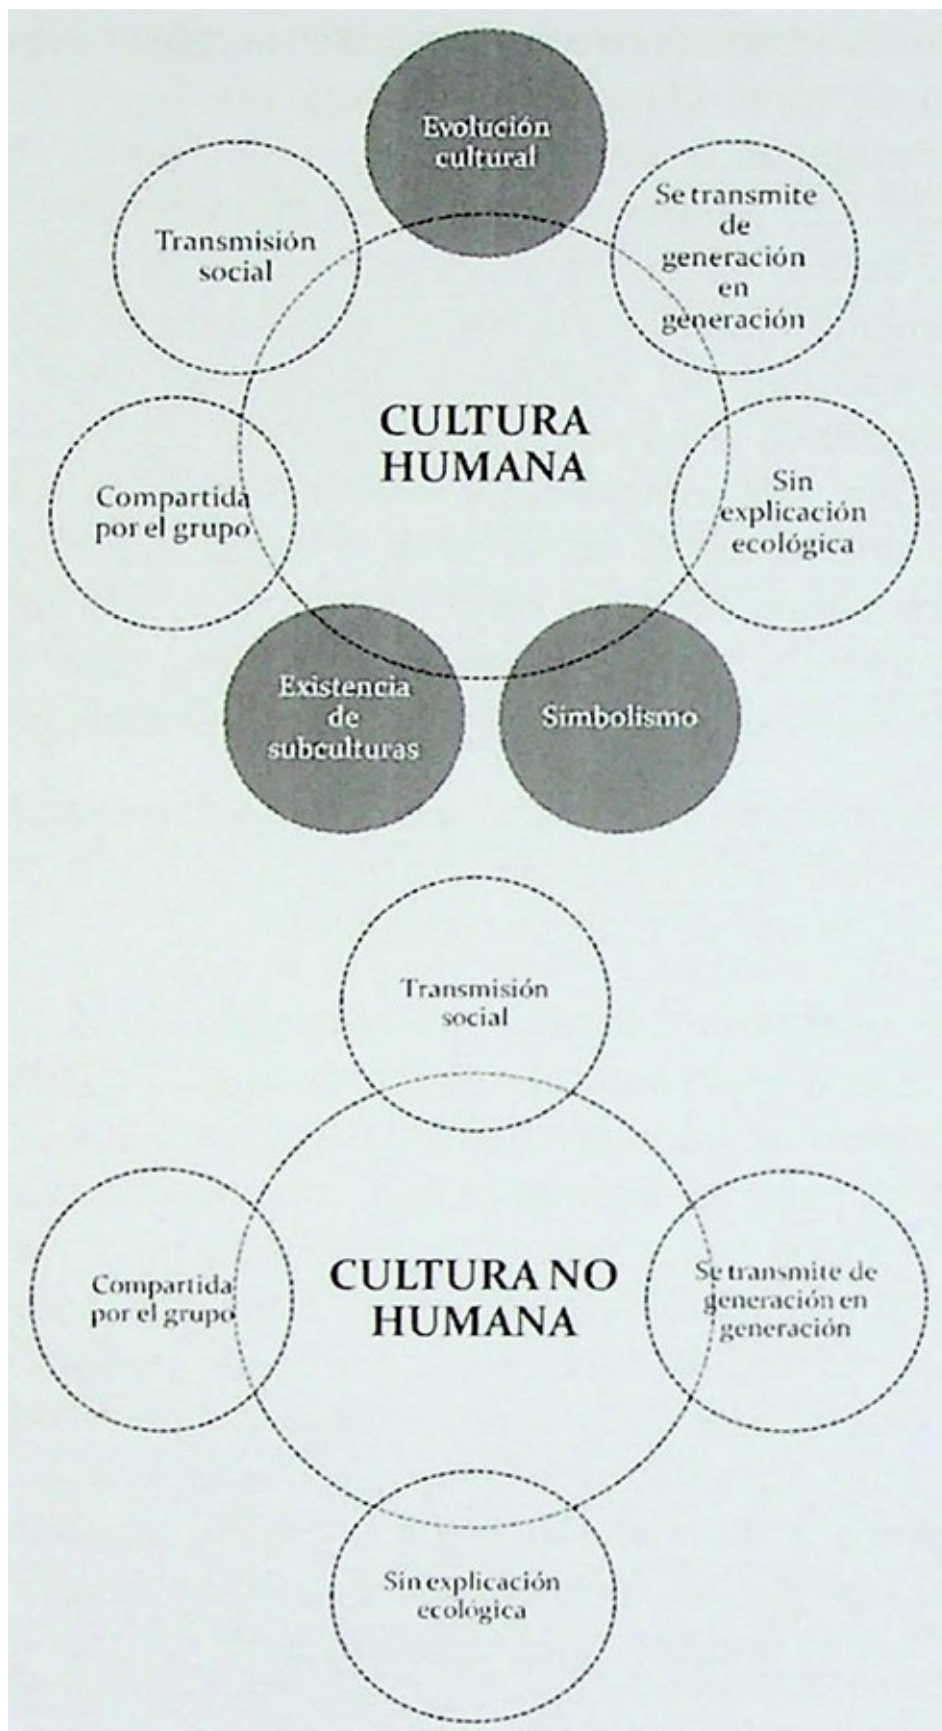 Evolución
cultural
Transmisión
social
Se transmite
de
generación
en
generación
CULTURA
HUMANA
Compartida
por el grupo
Sin
explicación
ecológica
Existencia
de
subculturas
Simbolismo
Transmisión
social
Compartida
por el grupo
CULTURA NO
HUMANA
Se transmite de
generación en
generación
Sin explicación
ecológica